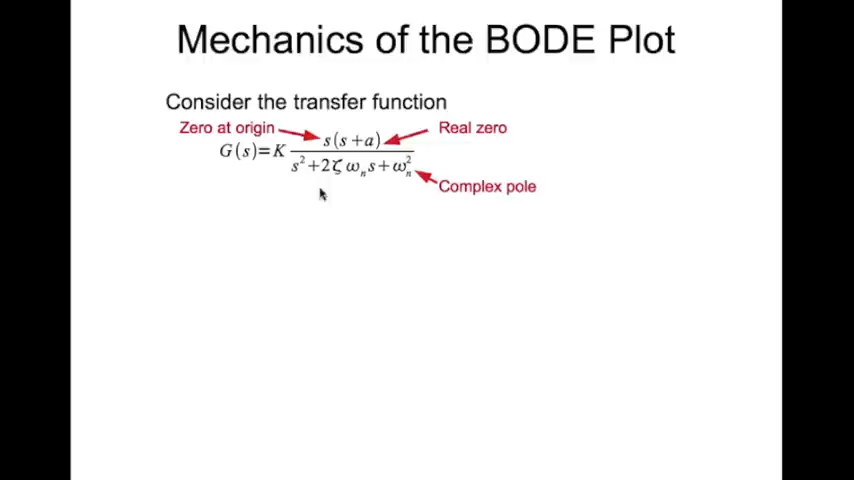 Mechanics of the BODE Plot
Consider the transfer function
Zero at origin
Real zero
G(s)=K s(s+a) / s²+2ζω_n s+ω_n²
Complex pole